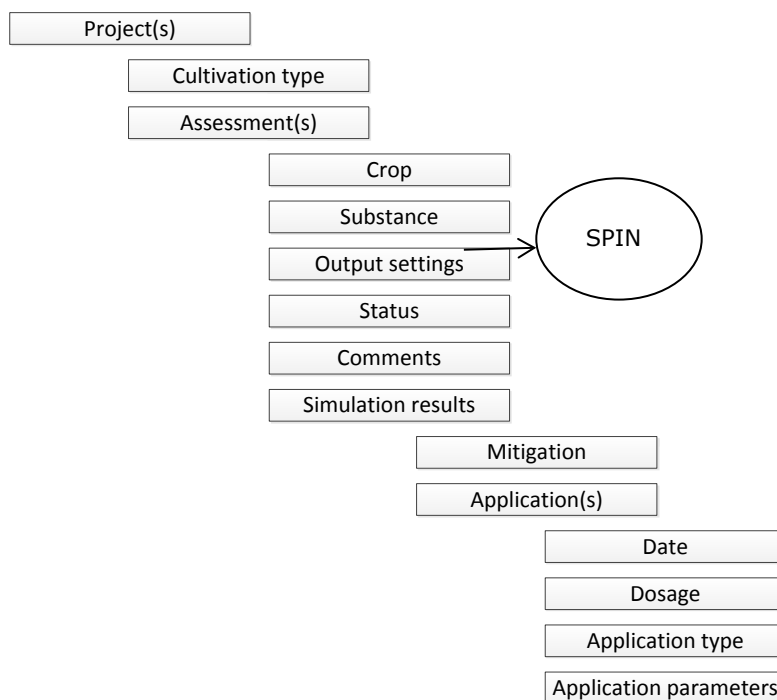 Project(s)
Cultivation type
Assessment(s)
Crop
Substance
SPIN
Output settings
Status
Comments
Simulation results
Mitigation
Application(s)
Date
Dosage
Application type
Application parameters